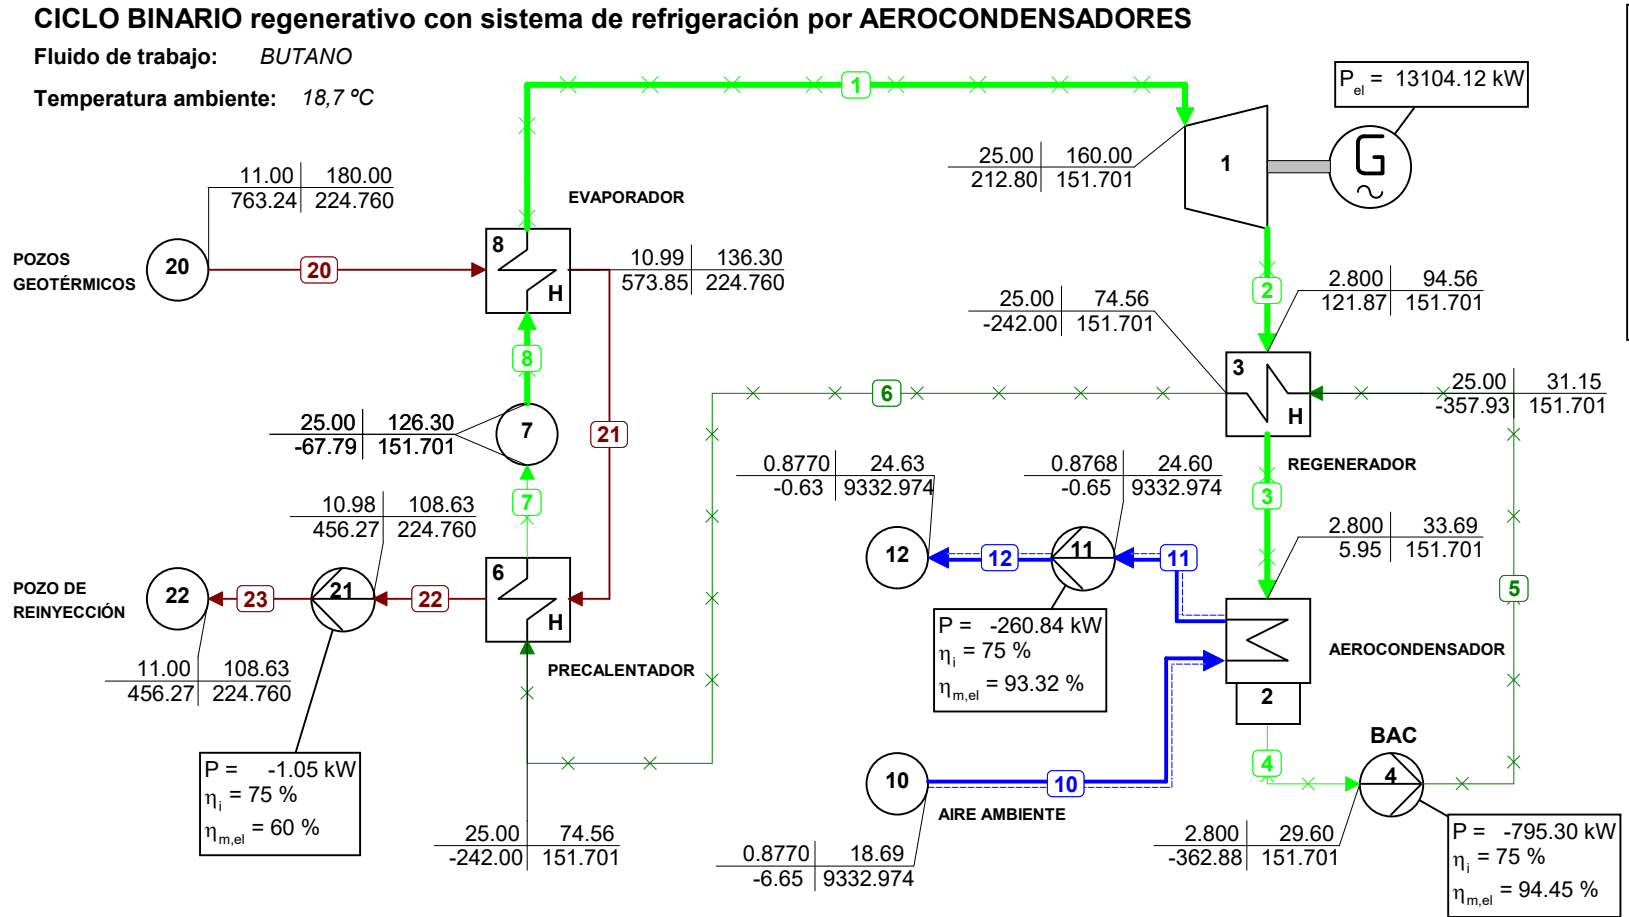 CICLO BINARIO regenerativo con sistema de refrigeración por AEROCONDENSADORES
Fluido de trabajo: BUTANO
Temperatura ambiente: 18,7 ºC
1
P el = 13104.12 kW
G
1
25.00 160.00
212.80 151.701
11.00 180.00
763.24 224.760
EVAPORADOR
POZOS
GEOTÉRMICOS
20
20
8
H
10.99 136.30
573.85 224.760
2
2.800 94.56
121.87 151.701
25.00 74.56
-242.00 151.701
8
3
H
6
25.00 31.15
-357.93 151.701
25.00 126.30
-67.79 151.701
7
21
REGENERADOR
0.8770 24.63
-0.63 9332.974
0.8768 24.60
-0.65 9332.974
3
7
10.98 108.63
456.27 224.760
2.800 33.69
5.95 151.701
12
12
11
11
POZO DE
REINYECCIÓN
22
23
21
22
6
H
5
PRECALENTADOR
P = -260.84 kW
ηi = 75 %
ηm,el = 93.32 %
AEROCONDENSADOR
2
11.00 108.63
456.27 224.760
BAC
P = -1.05 kW
ηi = 75 %
ηm,el = 60 %
10
10
AIRE AMBIENTE
4
4
25.00 74.56
-242.00 151.701
0.8770 18.69
-6.65 9332.974
2.800 29.60
-362.88 151.701
P = -795.30 kW
ηi = 75 %
ηm,el = 94.45 %